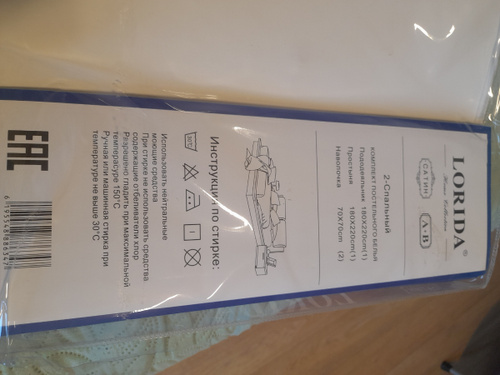 LORIDA®
Home Collection
САТИН
A-B
2-Спальный
КОМПЛЕКТ ПОСТЕЛЬНОГО БЕЛЬЯ
Пододеяльник 180X220cm(1)
Простыня 180X220cm(1)
Наволочка 70X70cm (2)
Инструкция по стирке:
Использовать нейтральные
моющие средства
При стирке не использовать средства
содержащие отбеливатели хлор
Разрешено гладить при максимальной
температуре 150°C
Ручная или машинная стирка при
температуре не выше 30°C
EAC